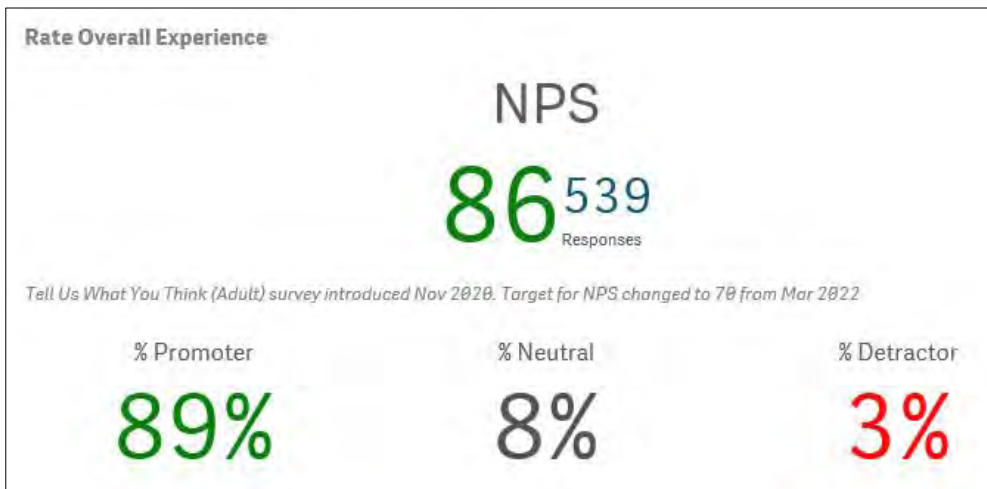 Rate Overall Experience
NPS
86 539
Responses
Tell Us What You Think (Adult) survey introduced Nov 2020. Target for NPS changed to 70 from Mar 2022
% Promoter % Neutral % Detractor
89% 8% 3%